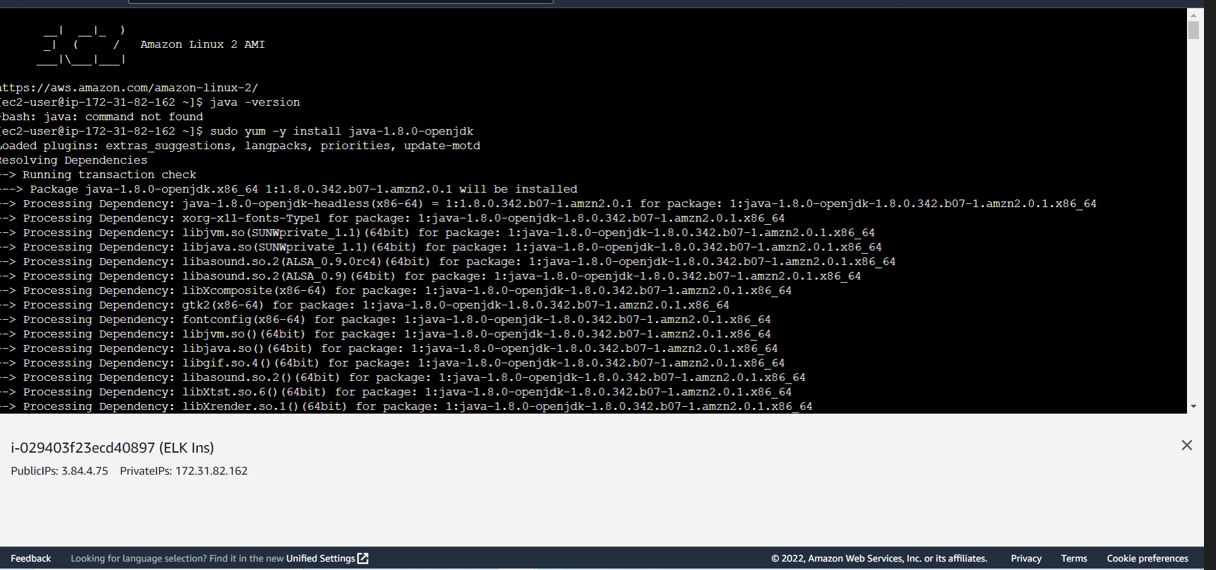 __|  __|_  )
_|  (     /   Amazon Linux 2 AMI
___|\___|___|
https://aws.amazon.com/amazon-linux-2/
[ec2-user@ip-172-31-82-162 ~]$ java -version
-bash: java: command not found
[ec2-user@ip-172-31-82-162 ~]$ sudo yum -y install java-1.8.0-openjdk
Loaded plugins: extras_suggestions, langpacks, priorities, update-motd
Resolving Dependencies
--> Running transaction check
---> Package java-1.8.0-openjdk.x86_64 1:1.8.0.342.b07-1.amzn2.0.1 will be installed
--> Processing Dependency: java-1.8.0-openjdk-headless(x86-64) = 1:1.8.0.342.b07-1.amzn2.0.1 for package: 1:java-1.8.0-openjdk-1.8.0.342.b07-1.amzn2.0.1.x86_64
--> Processing Dependency: xorg-x11-fonts-Type1 for package: 1:java-1.8.0-openjdk-1.8.0.342.b07-1.amzn2.0.1.x86_64
--> Processing Dependency: libjvm.so(SUNWprivate_1.1)(64bit) for package: 1:java-1.8.0-openjdk-1.8.0.342.b07-1.amzn2.0.1.x86_64
--> Processing Dependency: libjava.so(SUNWprivate_1.1)(64bit) for package: 1:java-1.8.0-openjdk-1.8.0.342.b07-1.amzn2.0.1.x86_64
--> Processing Dependency: libasound.so.2(ALSA_0.9.0rc4)(64bit) for package: 1:java-1.8.0-openjdk-1.8.0.342.b07-1.amzn2.0.1.x86_64
--> Processing Dependency: libasound.so.2(ALSA_0.9)(64bit) for package: 1:java-1.8.0-openjdk-1.8.0.342.b07-1.amzn2.0.1.x86_64
--> Processing Dependency: libXcomposite(x86-64) for package: 1:java-1.8.0-openjdk-1.8.0.342.b07-1.amzn2.0.1.x86_64
--> Processing Dependency: gtk2(x86-64) for package: 1:java-1.8.0-openjdk-1.8.0.342.b07-1.amzn2.0.1.x86_64
--> Processing Dependency: fontconfig(x86-64) for package: 1:java-1.8.0-openjdk-1.8.0.342.b07-1.amzn2.0.1.x86_64
--> Processing Dependency: libjvm.so()(64bit) for package: 1:java-1.8.0-openjdk-1.8.0.342.b07-1.amzn2.0.1.x86_64
--> Processing Dependency: libjava.so()(64bit) for package: 1:java-1.8.0-openjdk-1.8.0.342.b07-1.amzn2.0.1.x86_64
--> Processing Dependency: libgif.so.4()(64bit) for package: 1:java-1.8.0-openjdk-1.8.0.342.b07-1.amzn2.0.1.x86_64
--> Processing Dependency: libasound.so.2()(64bit) for package: 1:java-1.8.0-openjdk-1.8.0.342.b07-1.amzn2.0.1.x86_64
--> Processing Dependency: libXtst.so.6()(64bit) for package: 1:java-1.8.0-openjdk-1.8.0.342.b07-1.amzn2.0.1.x86_64
--> Processing Dependency: libXrender.so.1()(64bit) for package: 1:java-1.8.0-openjdk-1.8.0.342.b07-1.amzn2.0.1.x86_64
i-029403f23ecd40897 (ELK Ins)
PublicIPs: 3.84.4.75 PrivateIPs: 172.31.82.162
Feedback Looking for language selection? Find it in the new Unified Settings © 2022, Amazon Web Services, Inc. or its affiliates. Privacy Terms Cookie preferences